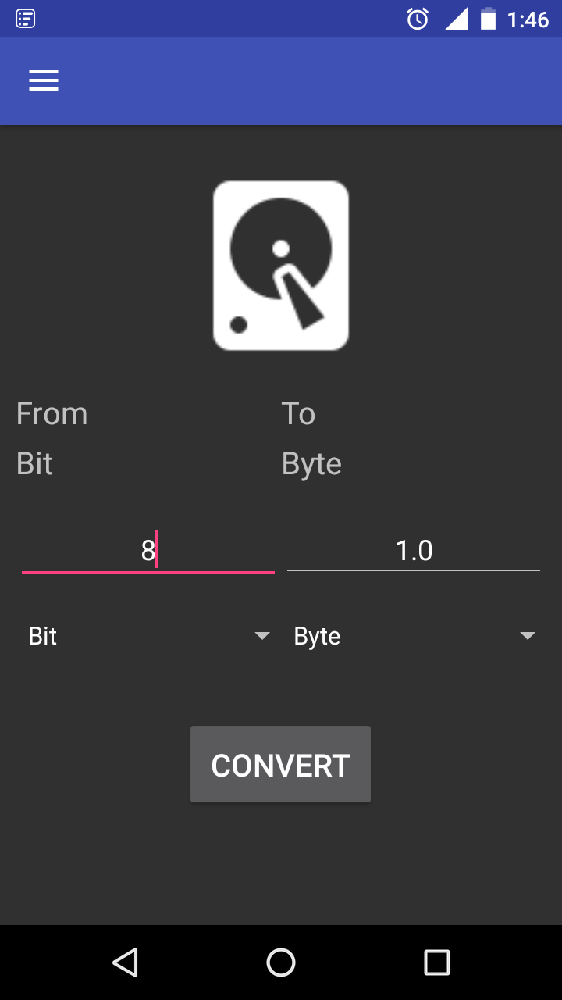 1:46
From
To
Bit
Byte
8
1.0
Bit
Byte
CONVERT